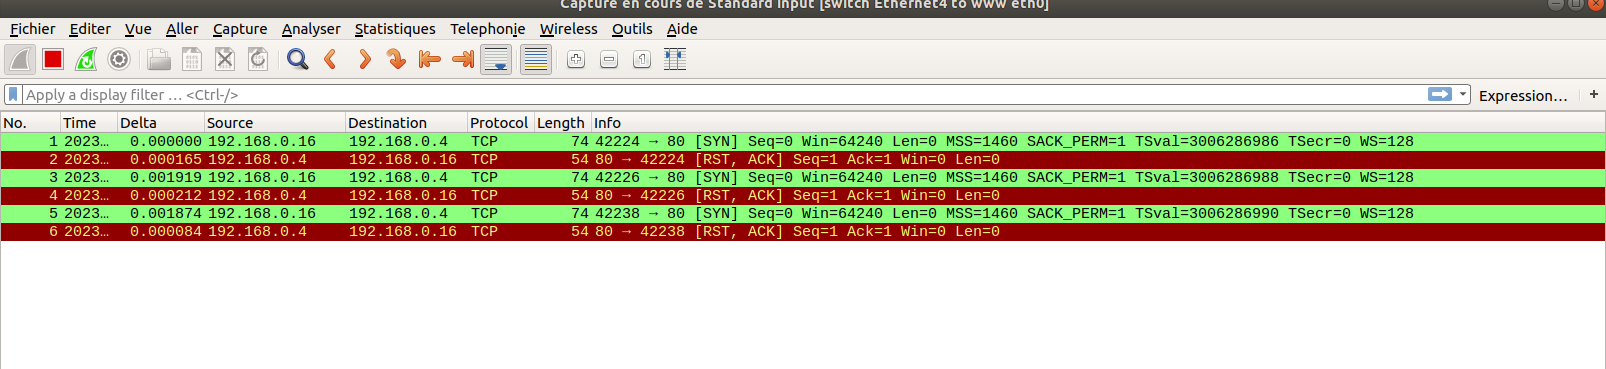 Capture en cours de Standard input [switch Ethernet4 to www eth0]
Fichier Editer Vue Aller Capture Analyser Statistiques Telephonie Wireless Outils Aide
Apply a display filter … <Ctrl-/> Expression… +
No. Time Delta Source Destination Protocol Length Info
1 2023… 0.000000 192.168.0.16 192.168.0.4 TCP 74 42224 → 80 [SYN] Seq=0 Win=64240 Len=0 MSS=1460 SACK_PERM=1 TSval=3006286986 TSecr=0 WS=128
2 2023… 0.000165 192.168.0.4 192.168.0.16 TCP 54 80 → 42224 [RST, ACK] Seq=1 Ack=1 Win=0 Len=0
3 2023… 0.001919 192.168.0.16 192.168.0.4 TCP 74 42226 → 80 [SYN] Seq=0 Win=64240 Len=0 MSS=1460 SACK_PERM=1 TSval=3006286988 TSecr=0 WS=128
4 2023… 0.000212 192.168.0.4 192.168.0.16 TCP 54 80 → 42226 [RST, ACK] Seq=1 Ack=1 Win=0 Len=0
5 2023… 0.001874 192.168.0.16 192.168.0.4 TCP 74 42238 → 80 [SYN] Seq=0 Win=64240 Len=0 MSS=1460 SACK_PERM=1 TSval=3006286990 TSecr=0 WS=128
6 2023… 0.000084 192.168.0.4 192.168.0.16 TCP 54 80 → 42238 [RST, ACK] Seq=1 Ack=1 Win=0 Len=0